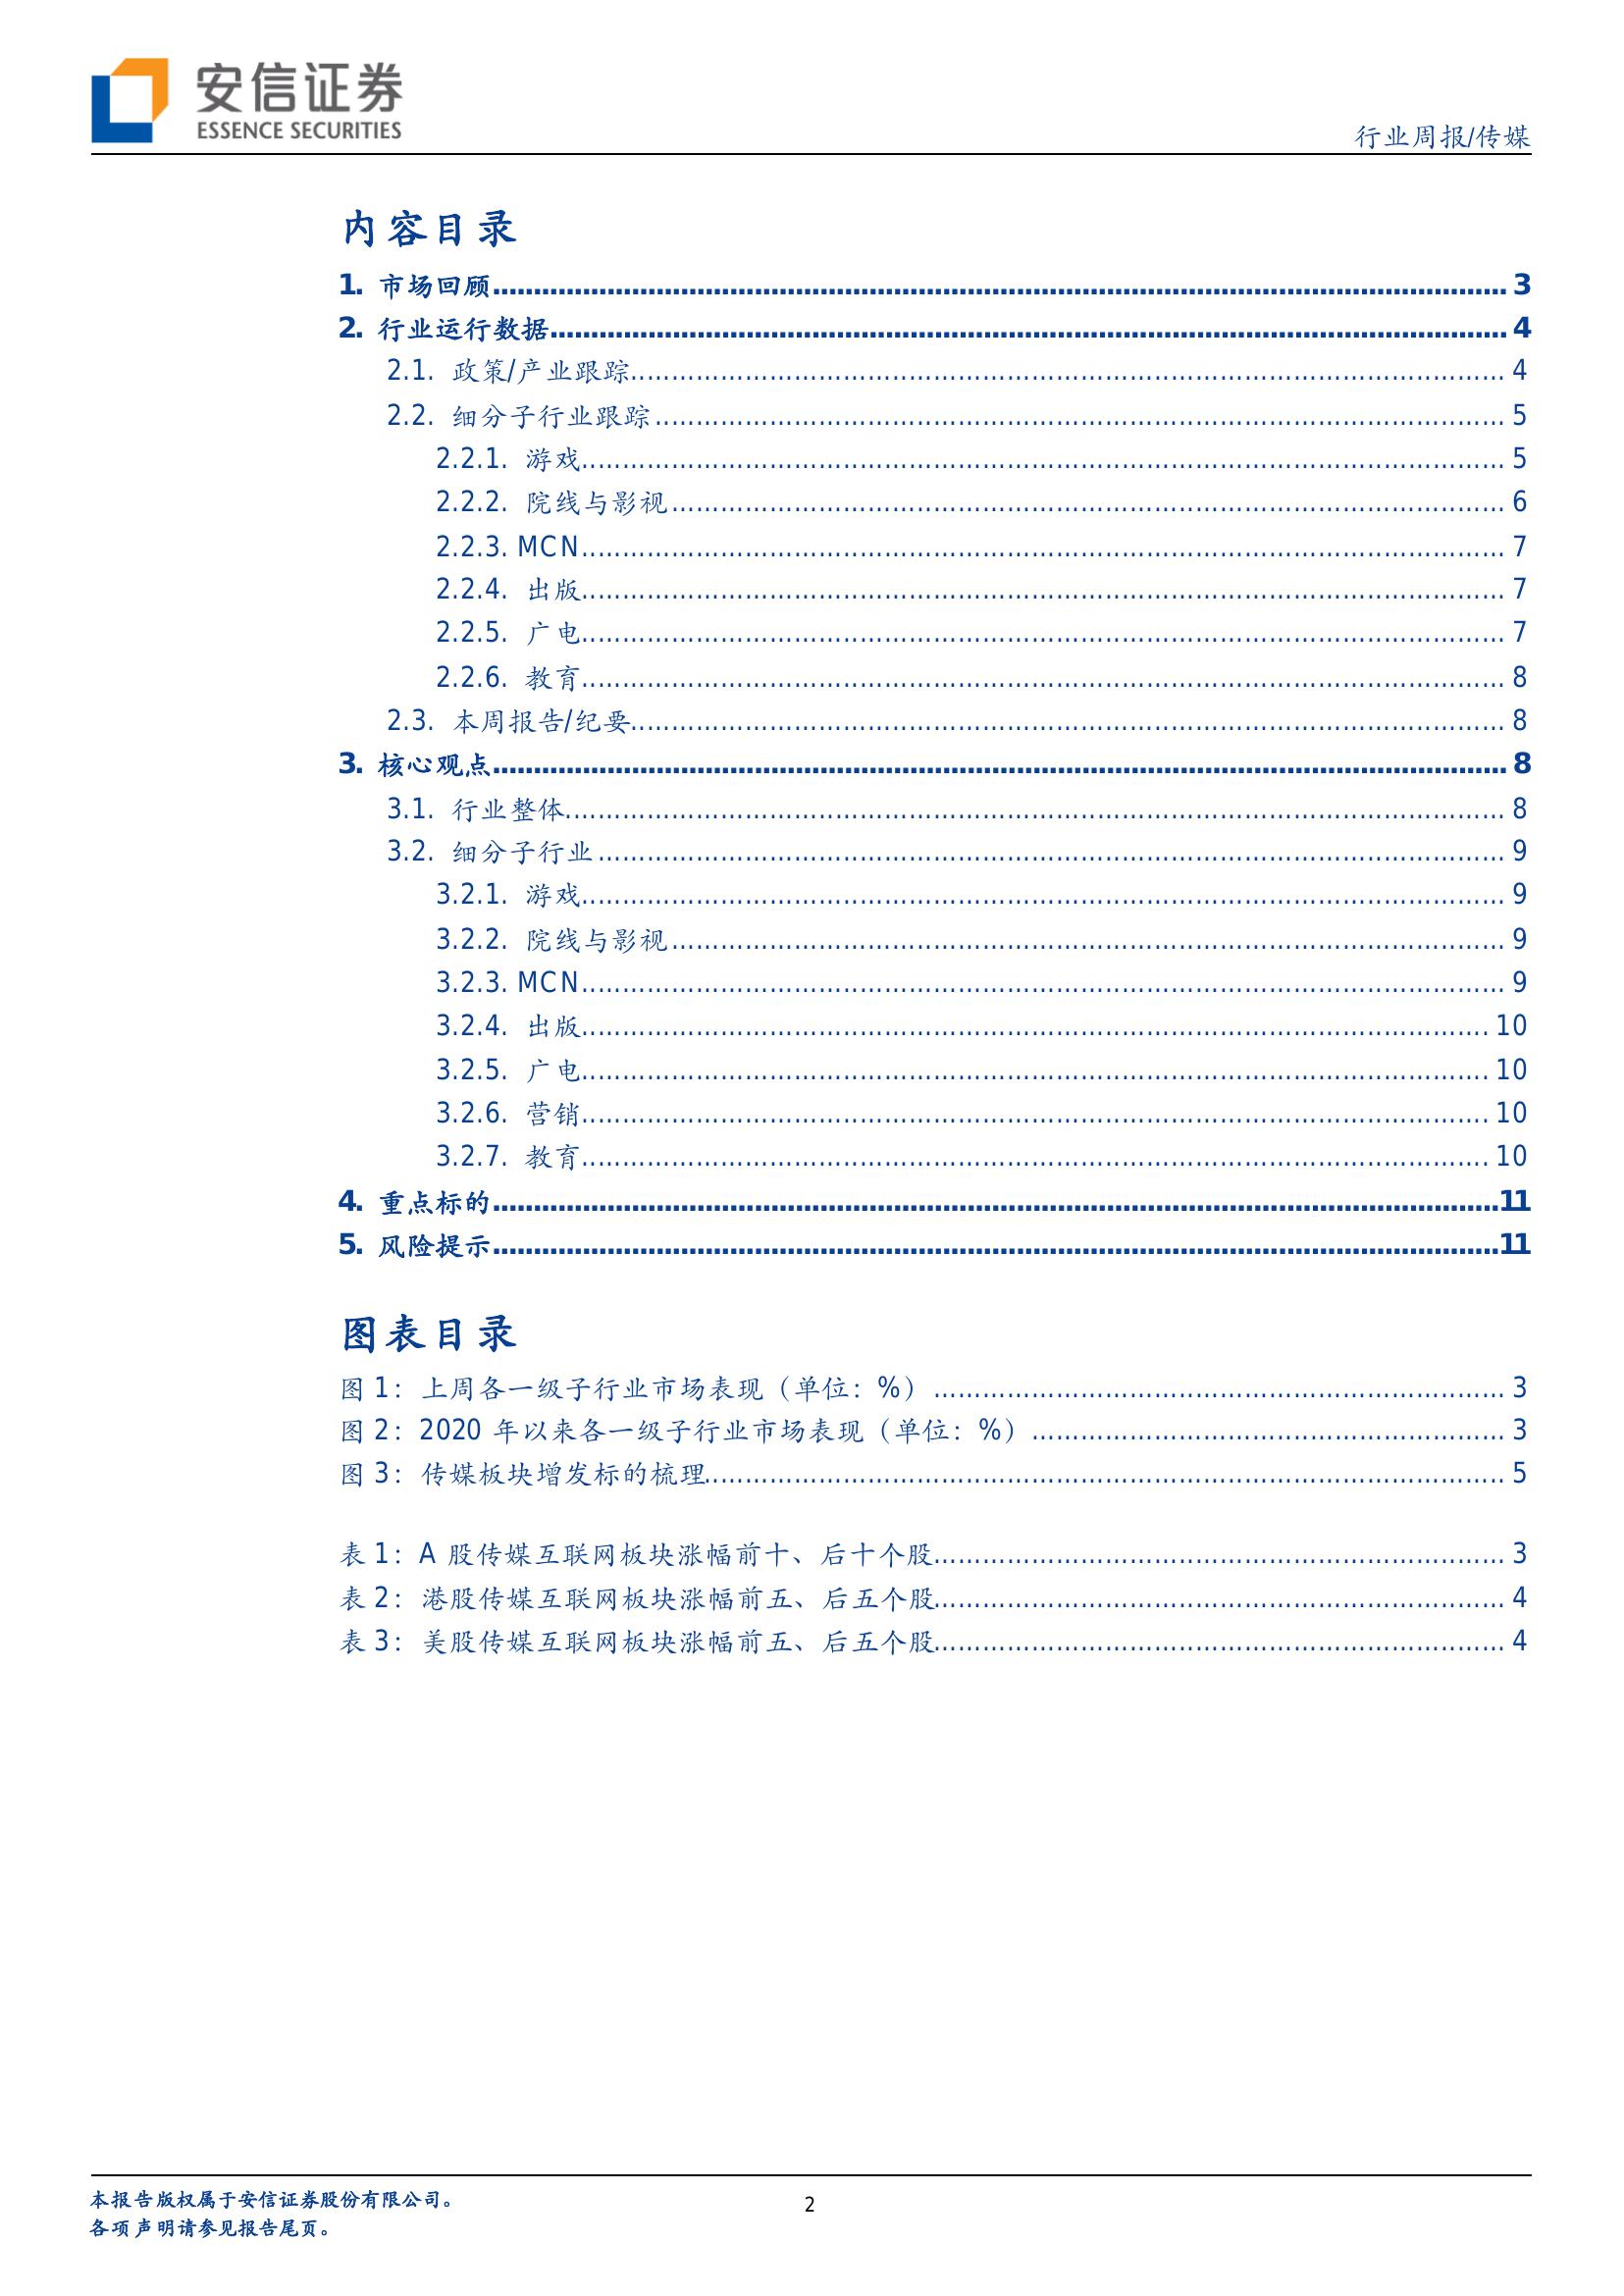 安信证券
ESSENCE SECURITIES
行业周报/传媒
内容目录
1. 市场回顾 3
2. 行业运行数据 4
2.1. 政策/产业跟踪 4
2.2. 细分子行业跟踪 5
2.2.1. 游戏 5
2.2.2. 院线与影视 6
2.2.3. MCN 7
2.2.4. 出版 7
2.2.5. 广电 7
2.2.6. 教育 8
2.3. 本周报告/纪要 8
3. 核心观点 8
3.1. 行业整体 8
3.2. 细分子行业 9
3.2.1. 游戏 9
3.2.2. 院线与影视 9
3.2.3. MCN 9
3.2.4. 出版 10
3.2.5. 广电 10
3.2.6. 营销 10
3.2.7. 教育 10
4. 重点标的 11
5. 风险提示 11
图表目录
图 1：上周各一级子行业市场表现（单位：%） 3
图 2：2020 年以来各一级子行业市场表现（单位：%） 3
图 3：传媒板块增发标的梳理 5
表 1：A 股传媒互联网板块涨幅前十、后十个股 3
表 2：港股传媒互联网板块涨幅前五、后五个股 4
表 3：美股传媒互联网板块涨幅前五、后五个股 4
本报告版权属于安信证券股份有限公司。
各项声明请参见报告尾页。
2